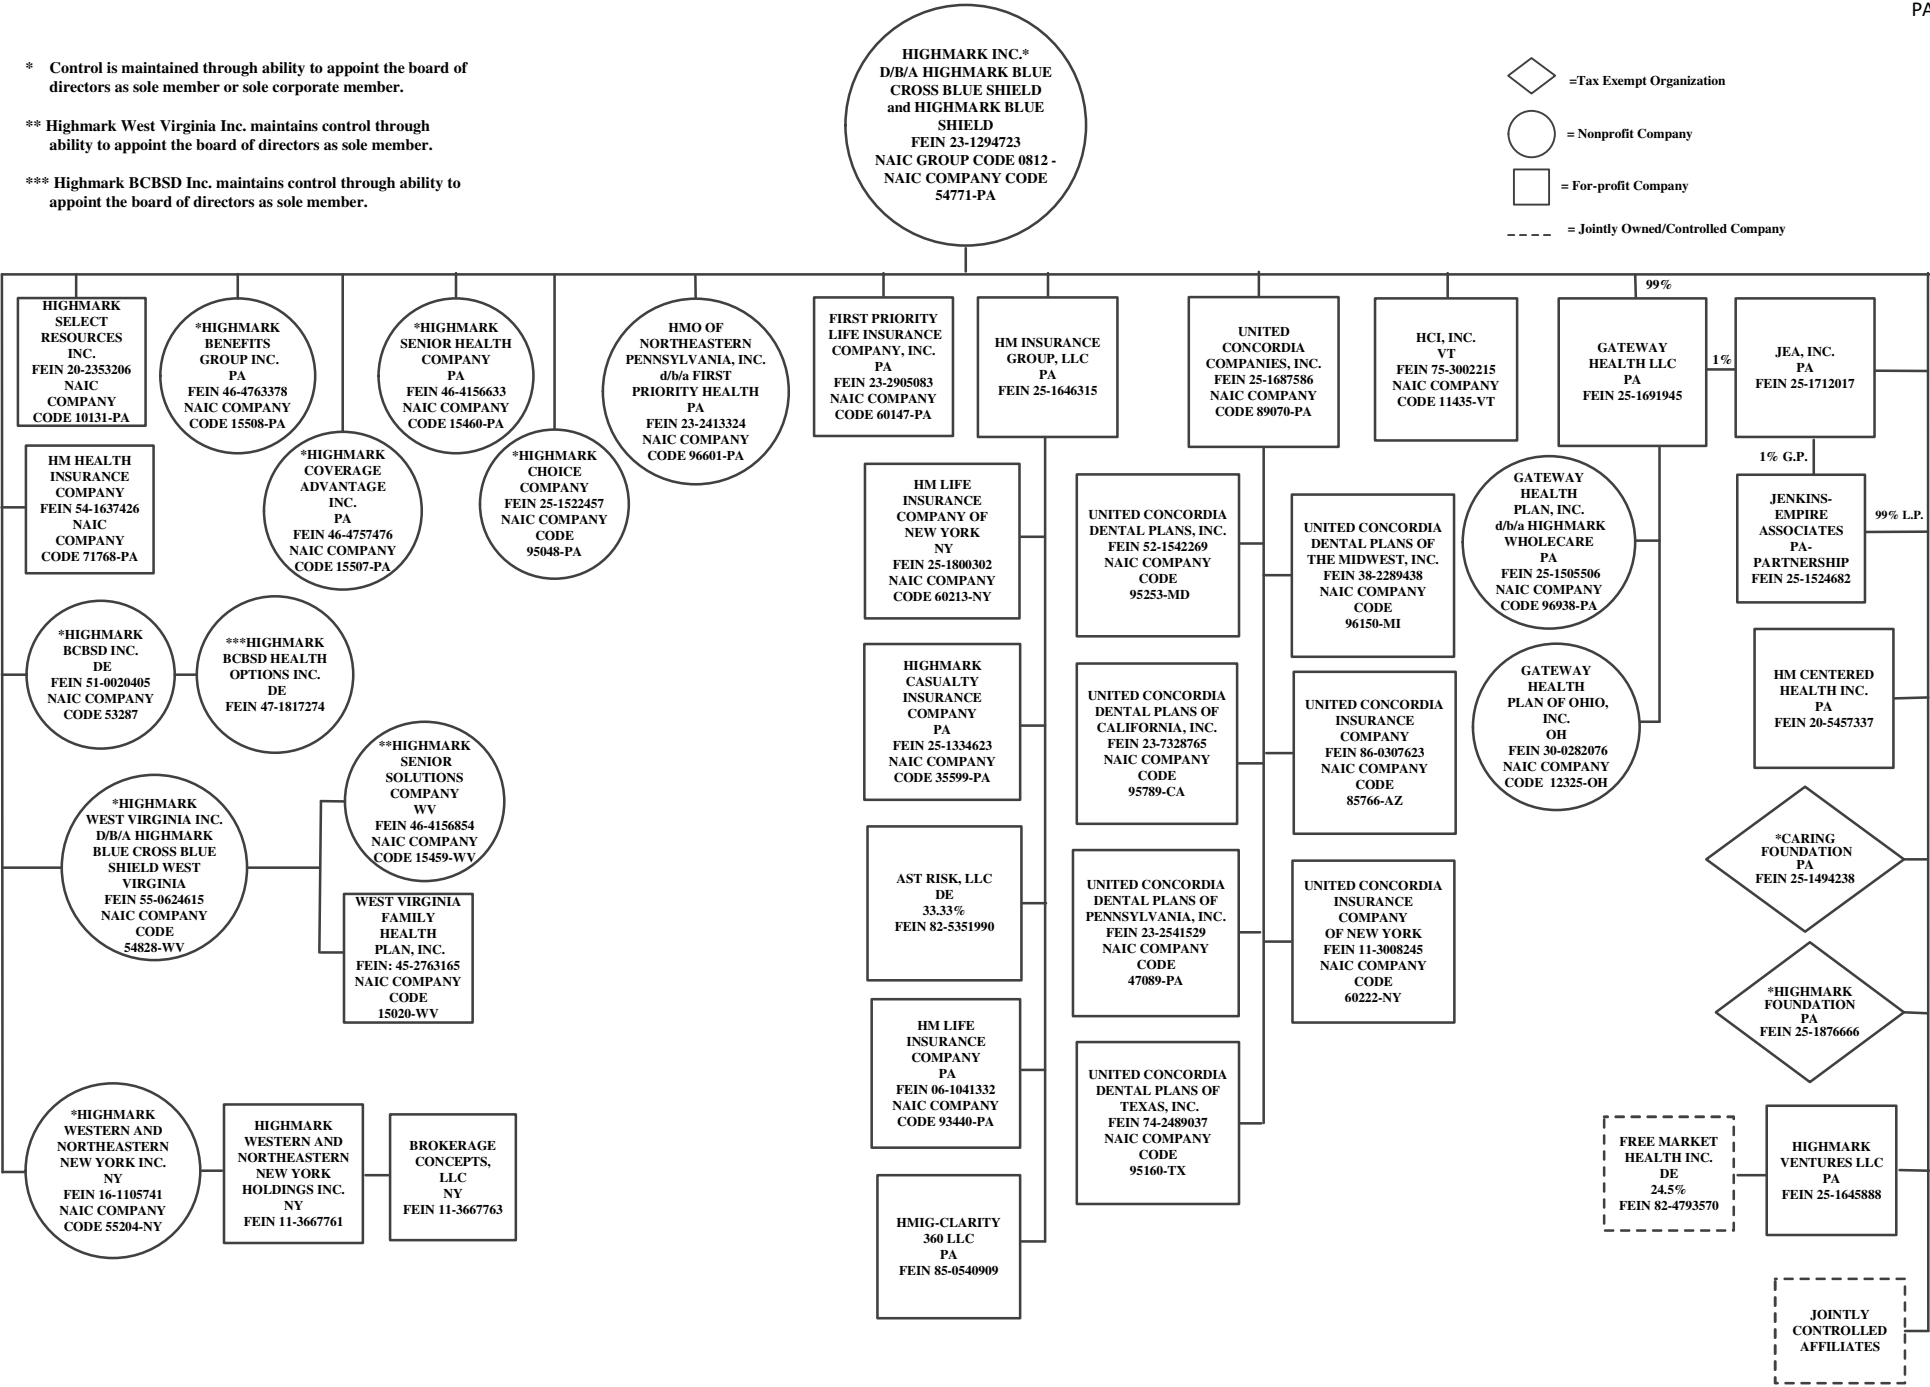 PA
* Control is maintained through ability to appoint the board of
directors as sole member or sole corporate member.
** Highmark West Virginia Inc. maintains control through
ability to appoint the board of directors as sole member.
*** Highmark BCBSD Inc. maintains control through ability to
appoint the board of directors as sole member.
HIGHMARK INC.*
D/B/A HIGHMARK BLUE
CROSS BLUE SHIELD
and HIGHMARK BLUE
SHIELD
FEIN 23-1294723
NAIC GROUP CODE 0812 -
NAIC COMPANY CODE
54771-PA
=Tax Exempt Organization
= Nonprofit Company
= For-profit Company
= Jointly Owned/Controlled Company
HIGHMARK
SELECT
RESOURCES
INC.
FEIN 20-2353206
NAIC
COMPANY
CODE 10131-PA
*HIGHMARK
BENEFITS
GROUP INC.
PA
FEIN 46-4763378
NAIC COMPANY
CODE 15508-PA
*HIGHMARK
COVERAGE
ADVANTAGE
INC.
PA
FEIN 46-4757476
NAIC COMPANY
CODE 15507-PA
*HIGHMARK
SENIOR HEALTH
COMPANY
PA
FEIN 46-4156633
NAIC COMPANY
CODE 15460-PA
*HIGHMARK
CHOICE
COMPANY
FEIN 25-1522457
NAIC COMPANY
CODE
95048-PA
HMO OF
NORTHEASTERN
PENNSYLVANIA, INC.
d/b/a FIRST
PRIORITY HEALTH
PA
FEIN 23-2413324
NAIC COMPANY
CODE 96601-PA
FIRST PRIORITY
LIFE INSURANCE
COMPANY, INC.
PA
FEIN 23-2905083
NAIC COMPANY
CODE 60147-PA
HM INSURANCE
GROUP, LLC
PA
FEIN 25-1646315
UNITED
CONCORDIA
COMPANIES, INC.
FEIN 25-1687586
NAIC COMPANY
CODE 89070-PA
HCI, INC.
VT
FEIN 75-3002215
NAIC COMPANY
CODE 11435-VT
99%
GATEWAY
HEALTH LLC
PA
FEIN 25-1691945
1%
JEA, INC.
PA
FEIN 25-1712017
HM HEALTH
INSURANCE
COMPANY
FEIN 54-1637426
NAIC
COMPANY
CODE 71768-PA
*HIGHMARK
BCBSD INC.
DE
FEIN 51-0020405
NAIC COMPANY
CODE 53287
***HIGHMARK
BCBSD HEALTH
OPTIONS INC.
DE
FEIN 47-1817274
*HIGHMARK
WEST VIRGINIA INC.
D/B/A HIGHMARK
BLUE CROSS BLUE
SHIELD WEST
VIRGINIA
FEIN 55-0624615
NAIC COMPANY
CODE
54828-WV
**HIGHMARK
SENIOR
SOLUTIONS
COMPANY
WV
FEIN 46-4156854
NAIC COMPANY
CODE 15459-WV
WEST VIRGINIA
FAMILY
HEALTH
PLAN, INC.
FEIN: 45-2763165
NAIC COMPANY
CODE
15020-WV
*HIGHMARK
WESTERN AND
NORTHEASTERN
NEW YORK INC.
NY
FEIN 16-1105741
NAIC COMPANY
CODE 55204-NY
HIGHMARK
WESTERN AND
NORTHEASTERN
NEW YORK
HOLDINGS INC.
NY
FEIN 11-3667761
BROKERAGE
CONCEPTS,
LLC
NY
FEIN 11-3667763
HM LIFE
INSURANCE
COMPANY OF
NEW YORK
NY
FEIN 25-1800302
NAIC COMPANY
CODE 60213-NY
HIGHMARK
CASUALTY
INSURANCE
COMPANY
PA
FEIN 25-1334623
NAIC COMPANY
CODE 35599-PA
AST RISK, LLC
DE
33.33%
FEIN 82-5351990
HM LIFE
INSURANCE
COMPANY
PA
FEIN 06-1041332
NAIC COMPANY
CODE 93440-PA
HMIG-CLARITY
360 LLC
PA
FEIN 85-0540909
UNITED CONCORDIA
DENTAL PLANS, INC.
FEIN 52-1542269
NAIC COMPANY
CODE
95253-MD
UNITED CONCORDIA
DENTAL PLANS OF
CALIFORNIA, INC.
FEIN 23-7328765
NAIC COMPANY
CODE
95789-CA
UNITED CONCORDIA
DENTAL PLANS OF
PENNSYLVANIA, INC.
FEIN 23-2541529
NAIC COMPANY
CODE
47089-PA
UNITED CONCORDIA
DENTAL PLANS OF
TEXAS, INC.
FEIN 74-2489037
NAIC COMPANY
CODE
95160-TX
UNITED CONCORDIA
DENTAL PLANS OF
THE MIDWEST, INC.
FEIN 38-2289438
NAIC COMPANY
CODE
96150-MI
UNITED CONCORDIA
INSURANCE
COMPANY
FEIN 86-0307623
NAIC COMPANY
CODE
85766-AZ
UNITED CONCORDIA
INSURANCE
COMPANY
OF NEW YORK
FEIN 11-3008245
NAIC COMPANY
CODE
60222-NY
GATEWAY
HEALTH
PLAN, INC.
d/b/a HIGHMARK
WHOLECARE
PA
FEIN 25-1505506
NAIC COMPANY
CODE 96938-PA
GATEWAY
HEALTH
PLAN OF OHIO,
INC.
OH
FEIN 30-0282076
NAIC COMPANY
CODE 12325-OH
1% G.P.
JENKINS-
EMPIRE
ASSOCIATES
PA-
PARTNERSHIP
FEIN 25-1524682
99% L.P.
HM CENTERED
HEALTH INC.
PA
FEIN 20-5457337
*CARING
FOUNDATION
PA
FEIN 25-1494238
*HIGHMARK
FOUNDATION
PA
FEIN 25-1876666
FREE MARKET
HEALTH INC.
DE
24.5%
FEIN 82-4793570
HIGHMARK
VENTURES LLC
PA
FEIN 25-1645888
JOINTLY
CONTROLLED
AFFILIATES